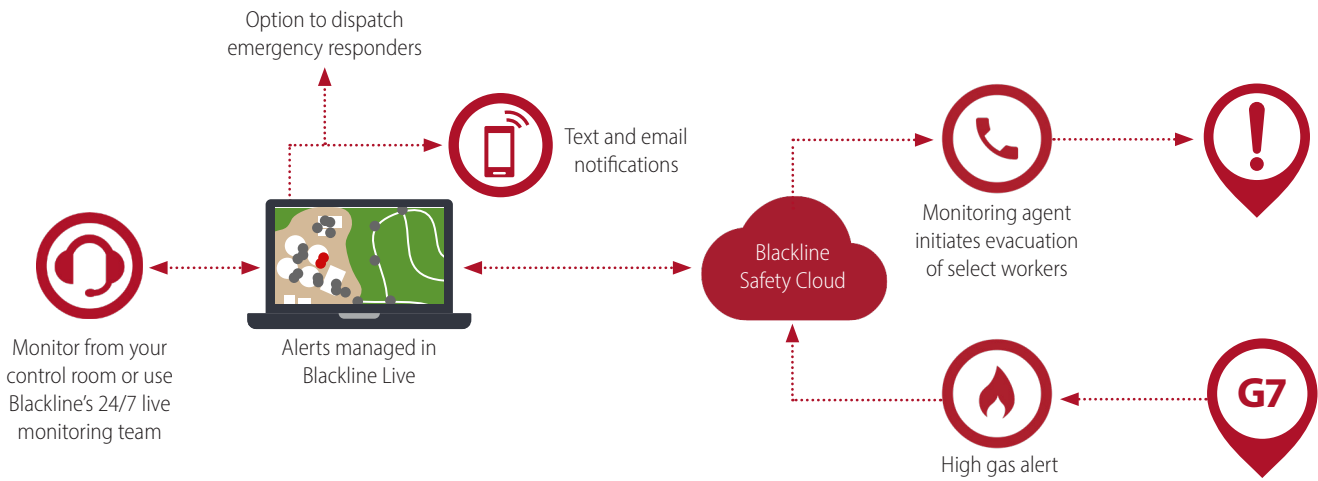 Option to dispatch
emergency responders
Text and email
notifications
Monitor from your
control room or use
Blackline's 24/7 live
monitoring team
Alerts managed in
Blackline Live
Blackline
Safety Cloud
Monitoring agent
initiates evacuation
of select workers
!
High gas alert
G7